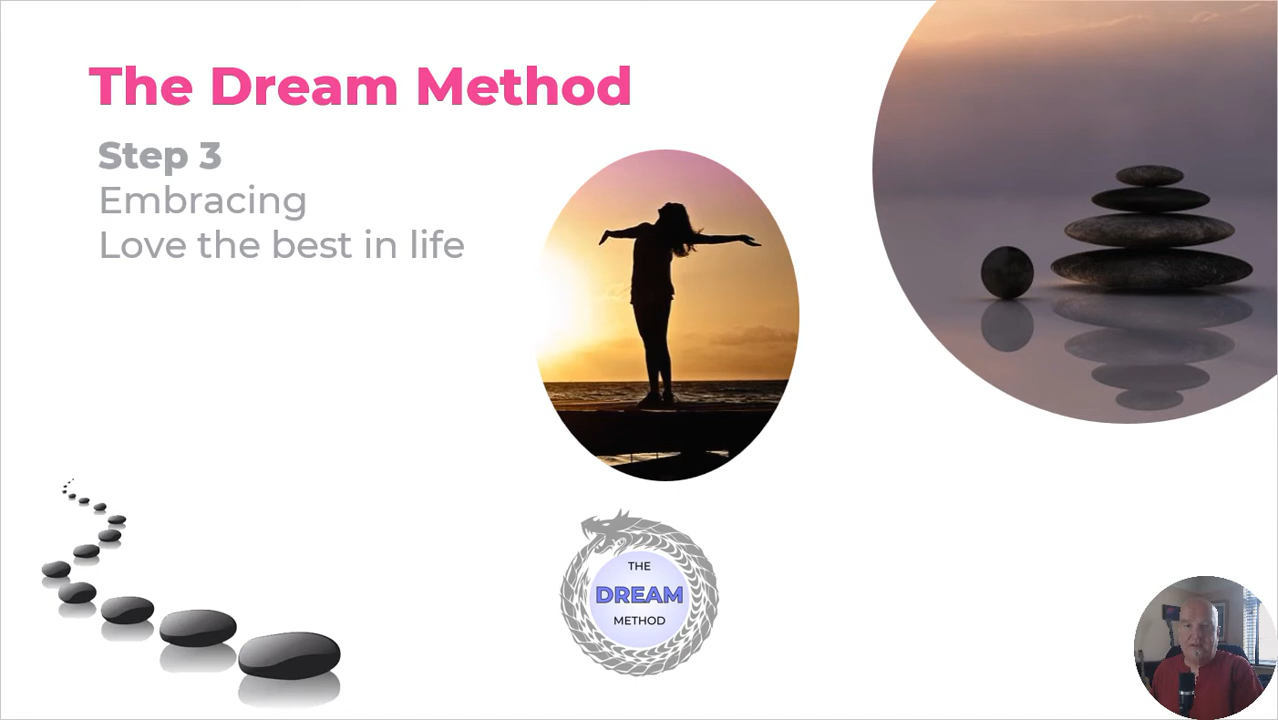 The Dream Method
Step 3
Embracing
Love the best in life
THE
DREAM
METHOD